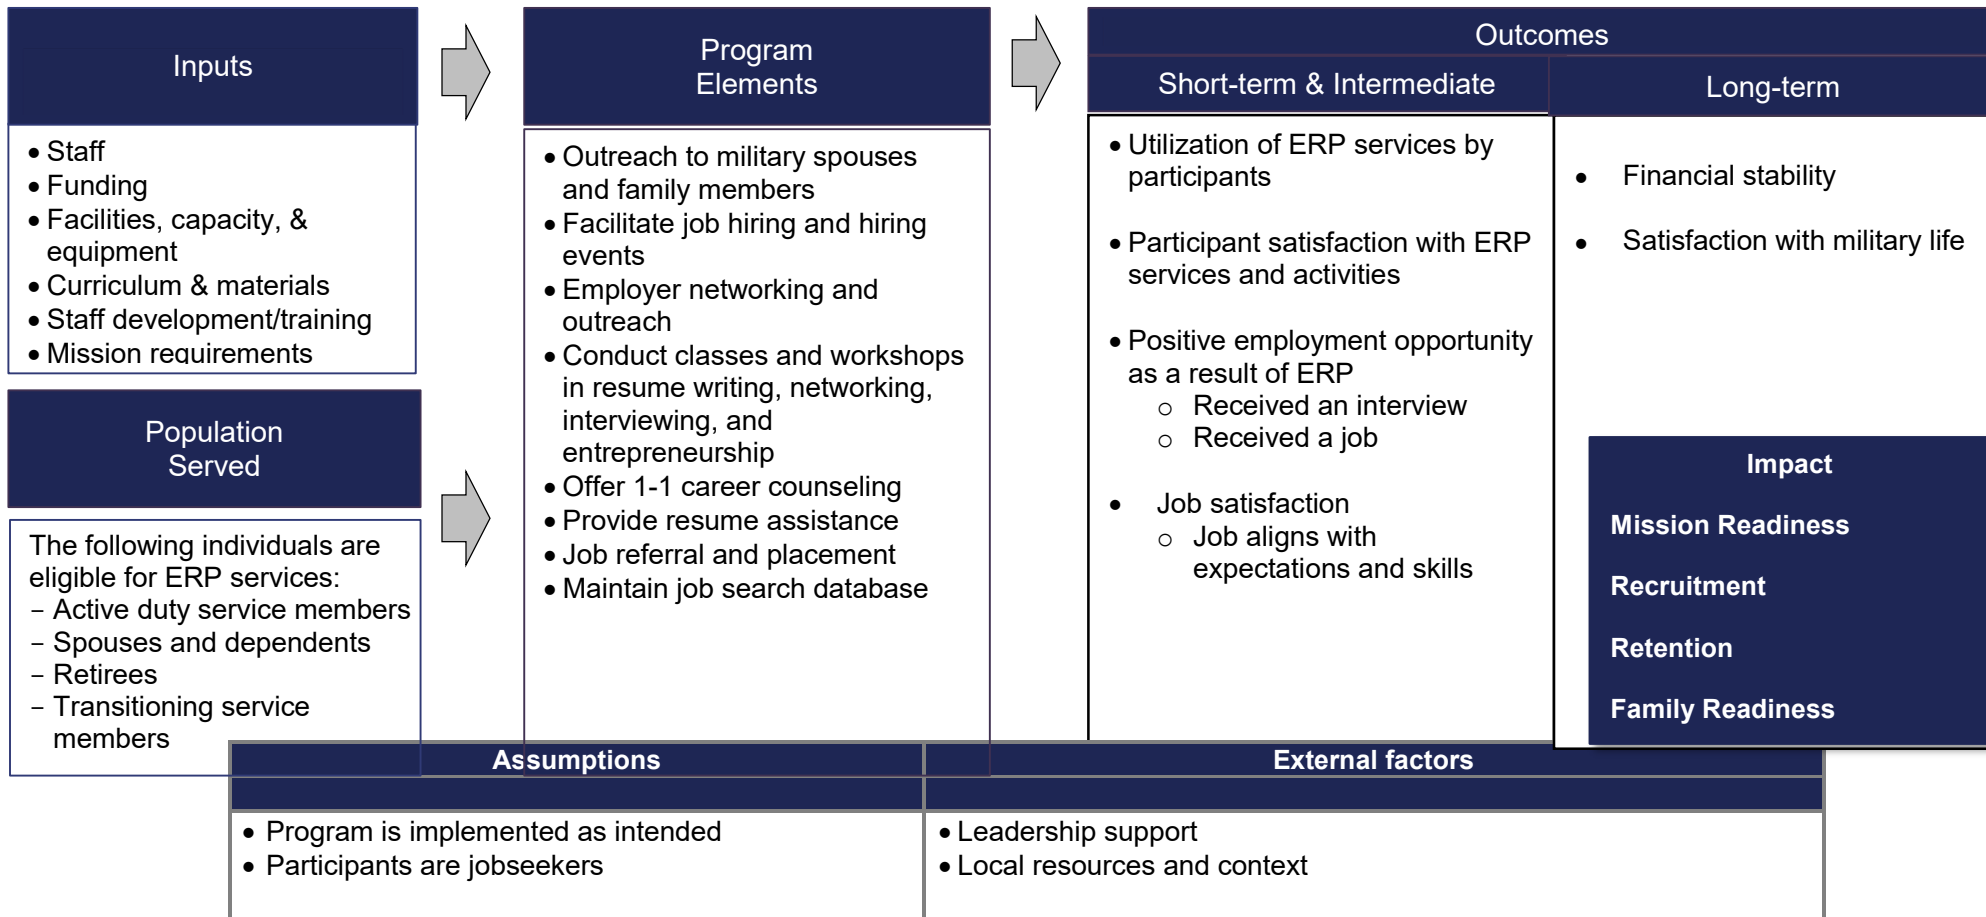 Inputs
• Staff
• Funding
• Facilities, capacity, &
equipment
• Curriculum & materials
• Staff development/training
• Mission requirements
Population
Served
The following individuals are
eligible for ERP services:
– Active duty service members
– Spouses and dependents
– Retirees
– Transitioning service
members
Program
Elements
• Outreach to military spouses
and family members
• Facilitate job hiring and hiring
events
• Employer networking and
outreach
• Conduct classes and workshops
in resume writing, networking,
interviewing, and
entrepreneurship
• Offer 1-1 career counseling
• Provide resume assistance
• Job referral and placement
• Maintain job search database
Outcomes
Short-term & Intermediate
• Utilization of ERP services by
participants
• Participant satisfaction with ERP
services and activities
• Positive employment opportunity
as a result of ERP
o Received an interview
o Received a job
• Job satisfaction
o Job aligns with
expectations and skills
Long-term
• Financial stability
• Satisfaction with military life
Impact
Mission Readiness
Recruitment
Retention
Family Readiness
Assumptions
• Program is implemented as intended
• Participants are jobseekers
External factors
• Leadership support
• Local resources and context